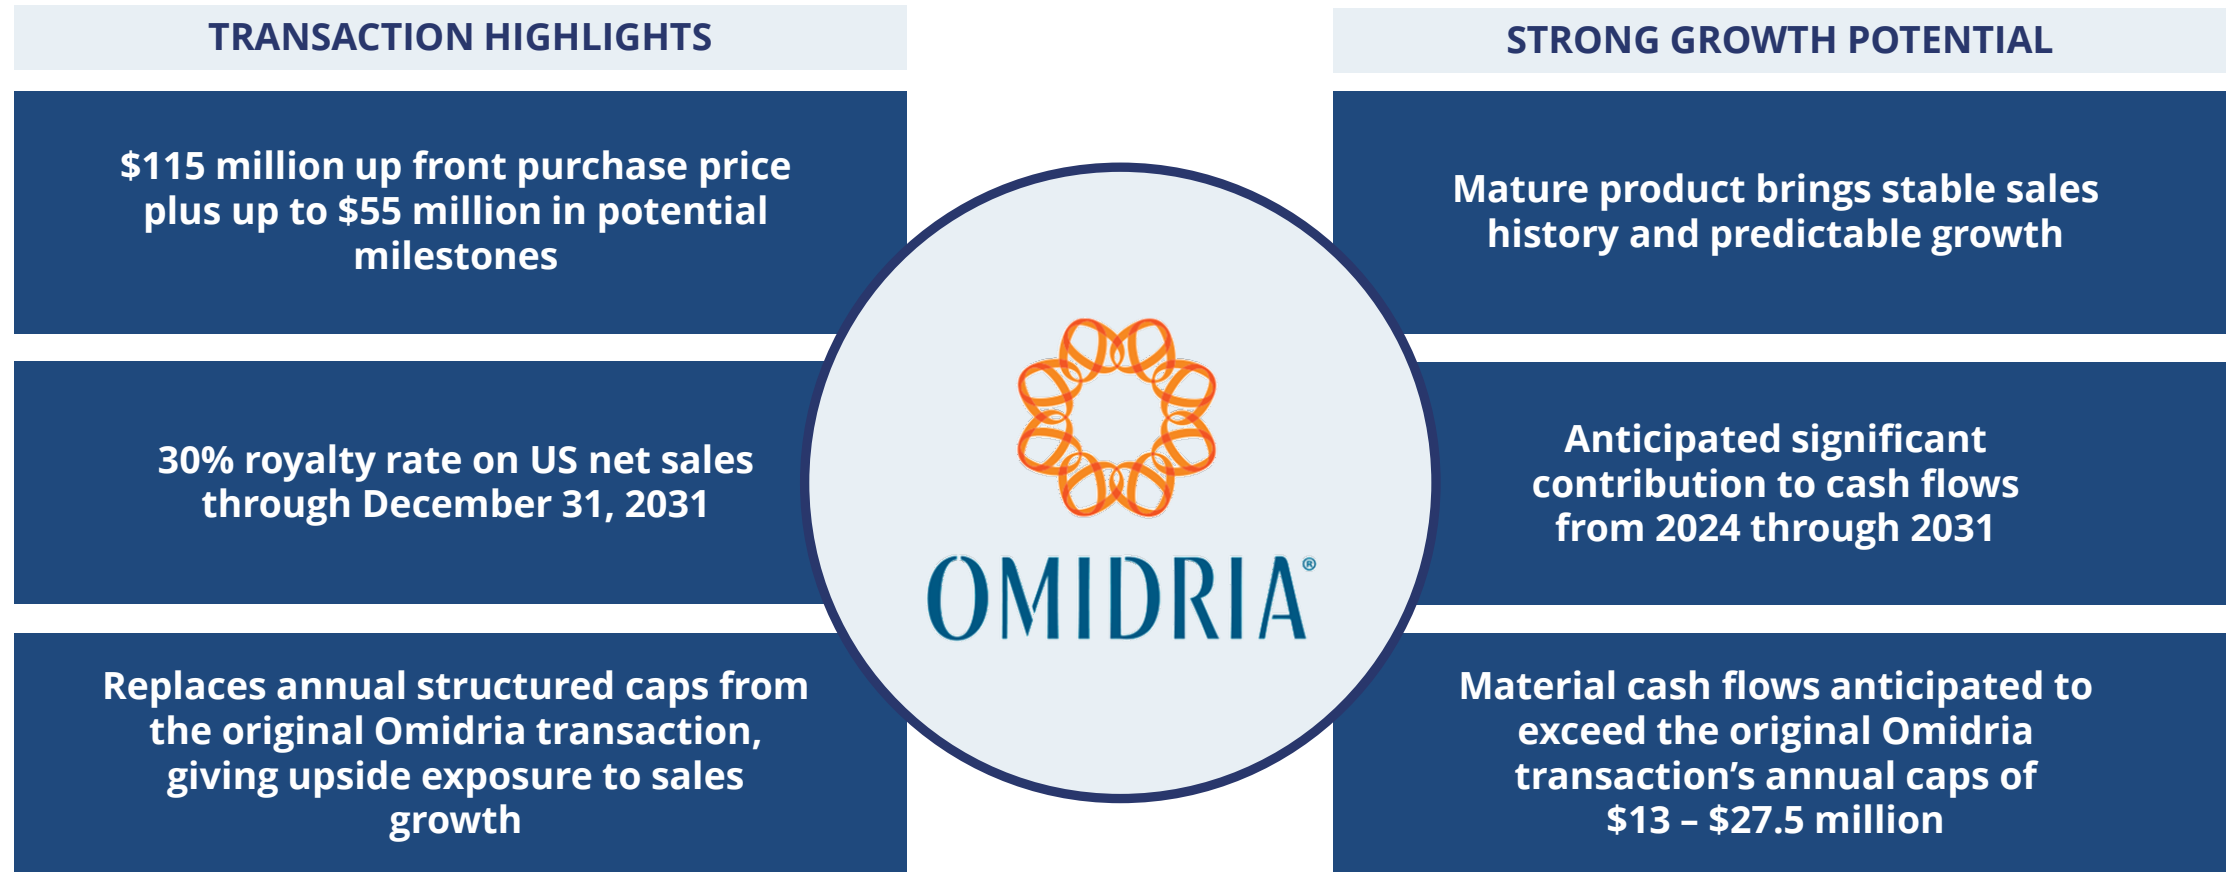 TRANSACTION HIGHLIGHTS
$115 million up front purchase price
plus up to $55 million in potential
milestones
30% royalty rate on US net sales
through December 31, 2031
Replaces annual structured caps from
the original Omidria transaction,
giving upside exposure to sales
growth
OMIDRIA®
STRONG GROWTH POTENTIAL
Mature product brings stable sales
history and predictable growth
Anticipated significant
contribution to cash flows
from 2024 through 2031
Material cash flows anticipated to
exceed the original Omidria
transaction’s annual caps of
$13 – $27.5 million